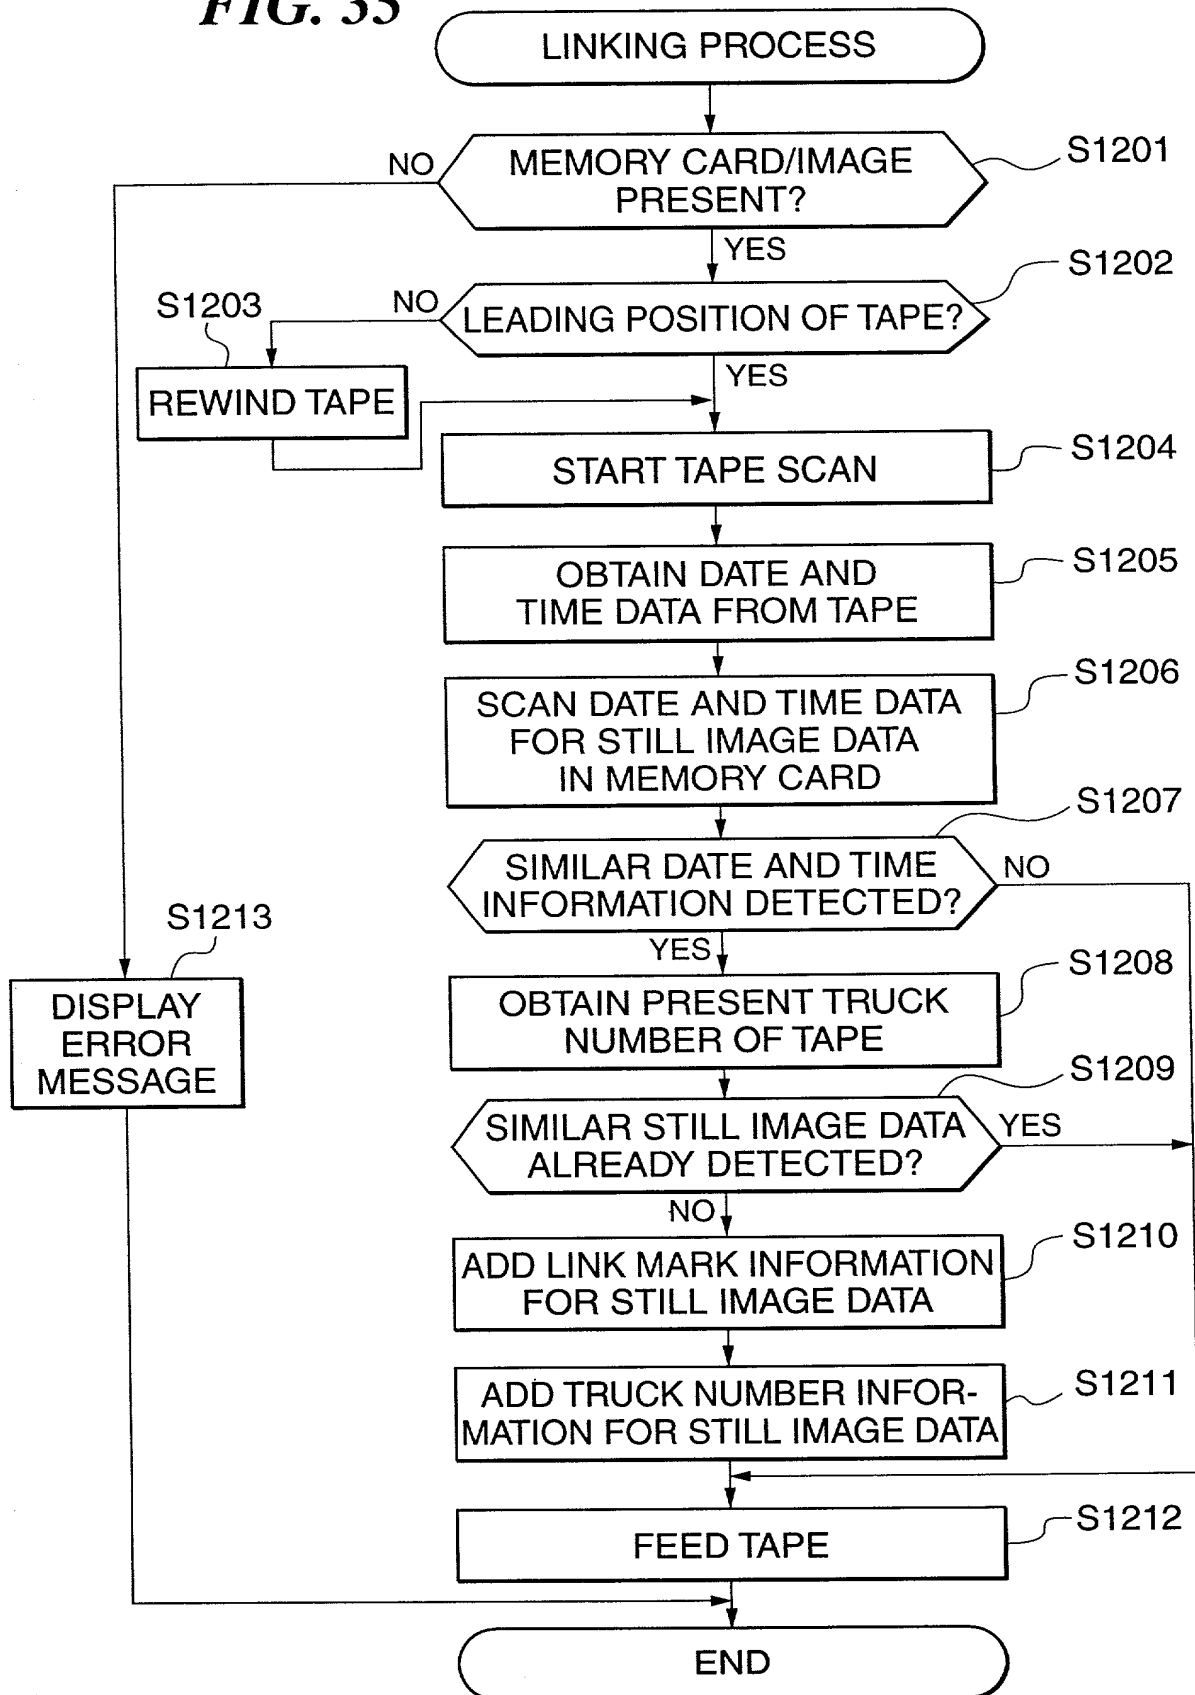 FIG. 35
LINKING PROCESS
MEMORY CARD/IMAGE
PRESENT?
S1201
NO
YES
S1202
LEADING POSITION OF TAPE?
NO
S1203
YES
REWIND TAPE
START TAPE SCAN
S1204
OBTAIN DATE AND
TIME DATA FROM TAPE
S1205
SCAN DATE AND TIME DATA
FOR STILL IMAGE DATA
IN MEMORY CARD
S1206
S1207
SIMILAR DATE AND TIME
INFORMATION DETECTED?
NO
YES
S1213
DISPLAY
ERROR
MESSAGE
S1208
OBTAIN PRESENT TRUCK
NUMBER OF TAPE
S1209
SIMILAR STILL IMAGE DATA
ALREADY DETECTED?
YES
NO
S1210
ADD LINK MARK INFORMATION
FOR STILL IMAGE DATA
S1211
ADD TRUCK NUMBER INFOR-
MATION FOR STILL IMAGE DATA
S1212
FEED TAPE
END